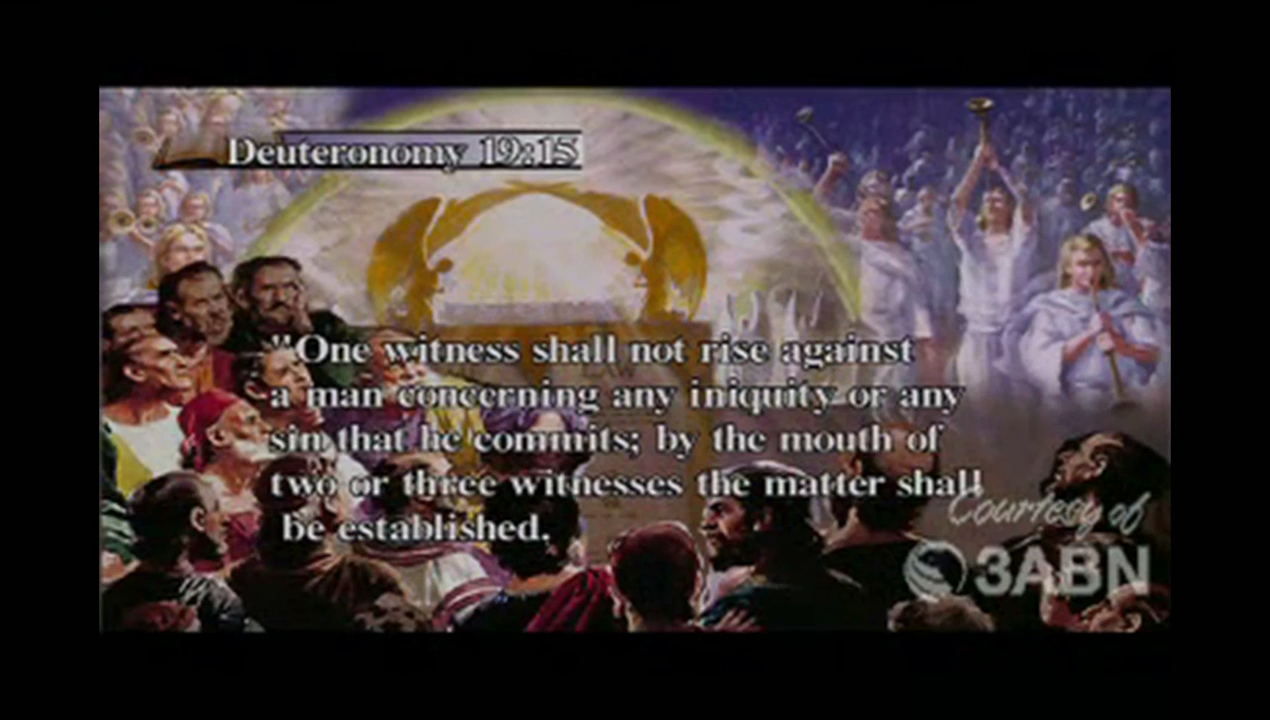 Deuteronomy 19:15
"One witness shall not rise against
a man concerning any iniquity or any
sin that he commits; by the mouth of
two or three witnesses the matter shall
be established.
Courtesy of
3ABN